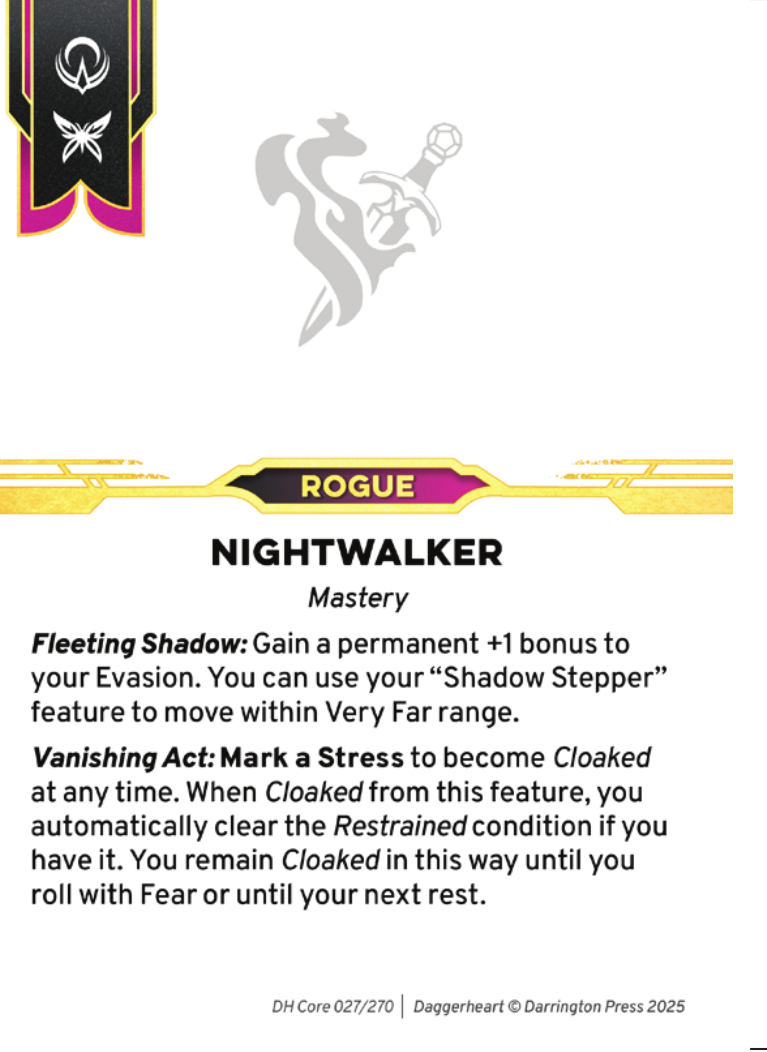 ROGUE
NIGHTWALKER
Mastery
Fleeting Shadow: Gain a permanent +1 bonus to
your Evasion. You can use your “Shadow Stepper”
feature to move within Very Far range.
Vanishing Act: Mark a Stress to become Cloaked
at any time. When Cloaked from this feature, you
automatically clear the Restrained condition if you
have it. You remain Cloaked in this way until you
roll with Fear or until your next rest.
DH Core 027/270 | Daggerheart © Darrington Press 2025